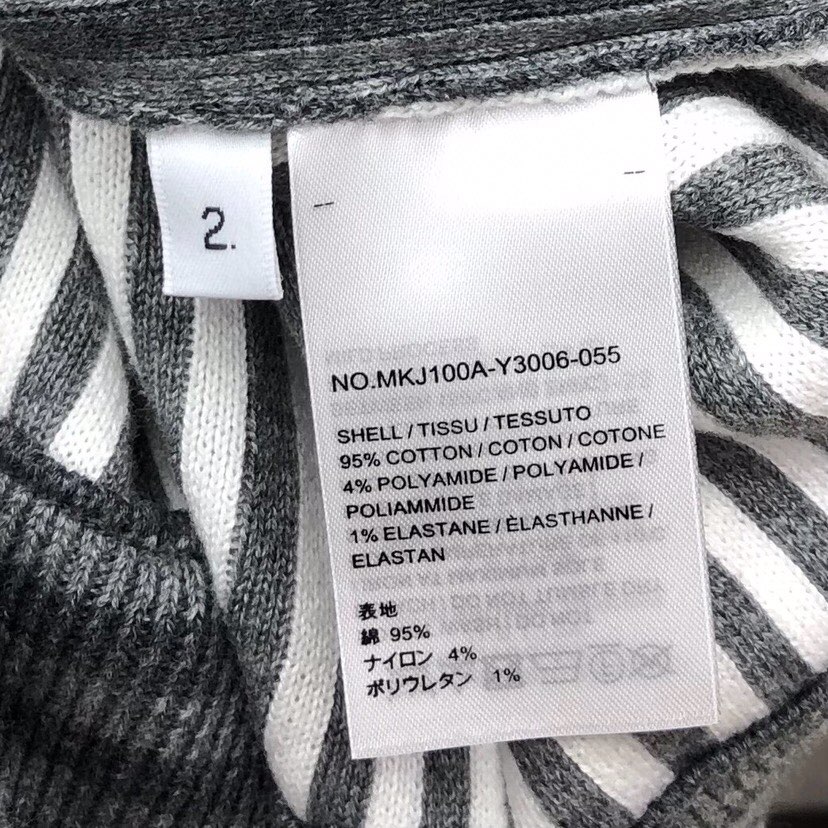 2.
NO.MKJ100A-Y3006-055
SHELL / TISSU / TESSUTO
95% COTTON / COTON / COTONE
4% POLYAMIDE / POLYAMIDE /
POLIAMMIDE
1% ELASTANE / ÈLASTHANNE /
ELASTAN
表地
綿 95%
ナイロン 4%
ポリウレタン 1%